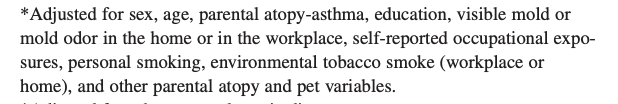 *Adjusted for sex, age, parental atopy-asthma, education, visible mold or
mold odor in the home or in the workplace, self-reported occupational expo-
sures, personal smoking, environmental tobacco smoke (workplace or
home), and other parental atopy and pet variables.